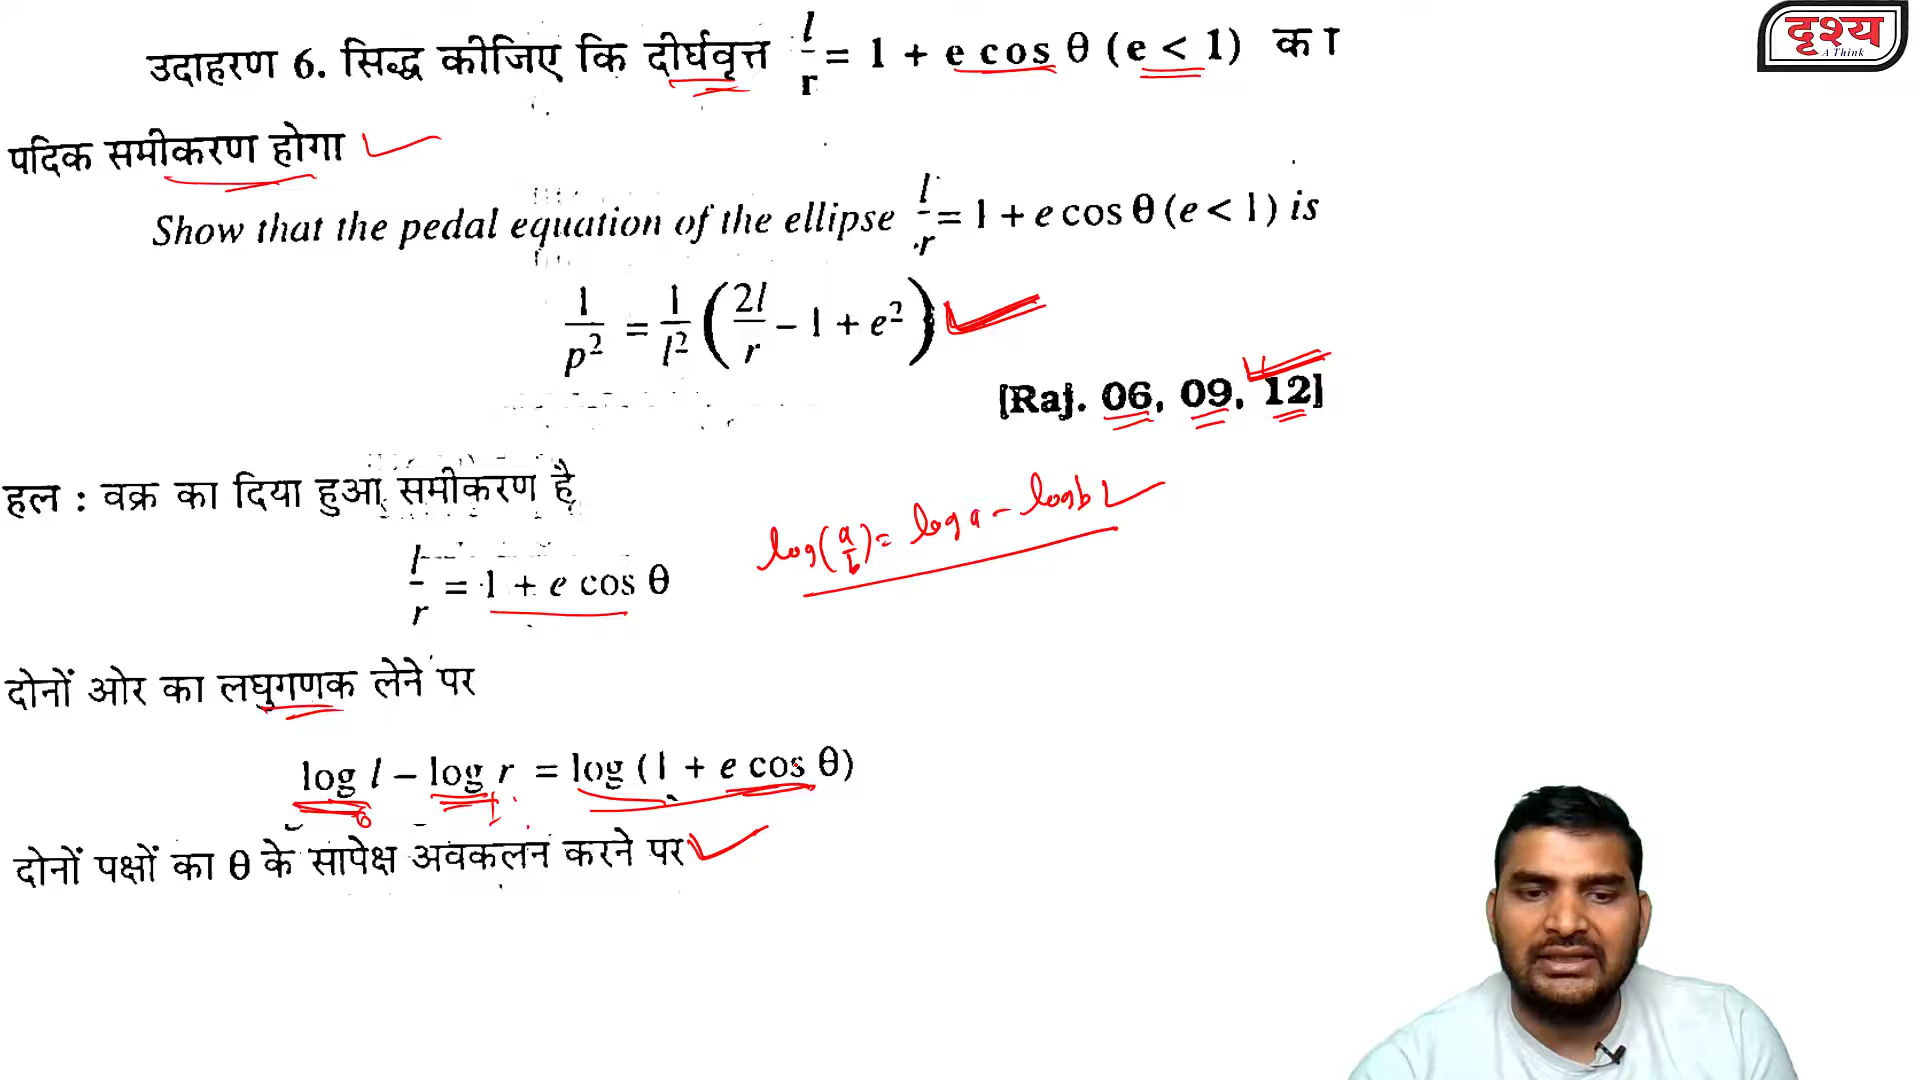 दृश्य
A Think
उदाहरण 6. सिद्ध कीजिए कि दीर्घवृत्त l/r = 1 + e cos θ (e < 1) का
पदिक समीकरण होगा
Show that the pedal equation of the ellipse l/r = 1 + e cos θ (e < 1) is
1/p² = 1/l² (2l/r − 1 + e²)
[Raj. 06, 09, 12]
हल : वक्र का दिया हुआ समीकरण है
l/r = 1 + e cos θ
log(a/b) = log a − log b
दोनों ओर का लघुगणक लेने पर
log l − log r = log (1 + e cos θ)
दोनों पक्षों का θ के सापेक्ष अवकलन करने पर